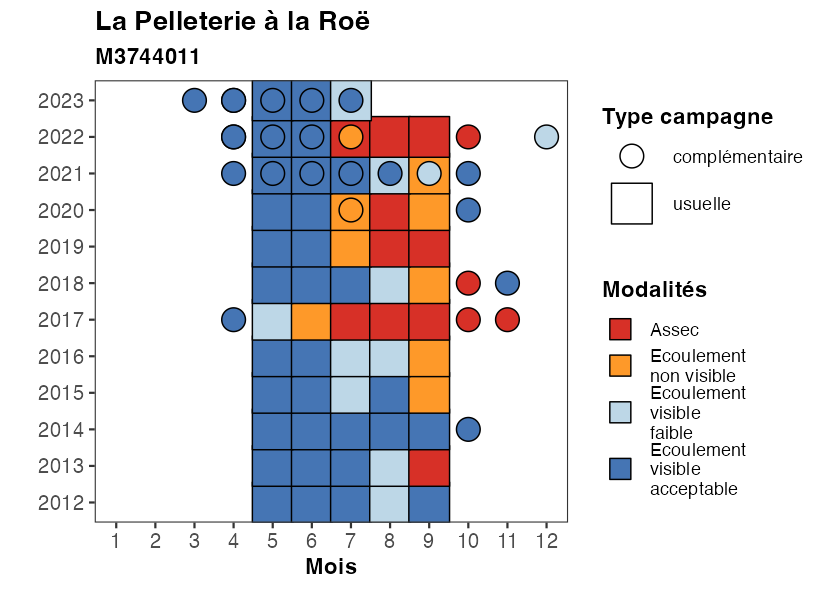 La Pelleterie à la Roë
M3744011
2023
2022
2021
2020
2019
2018
2017
2016
2015
2014
2013
2012
1 2 3 4 5 6 7 8 9 10 11 12
Mois
Type campagne
complémentaire
usuelle
Modalités
Assec
Ecoulement
non visible
Ecoulement
visible
faible
Ecoulement
visible
acceptable